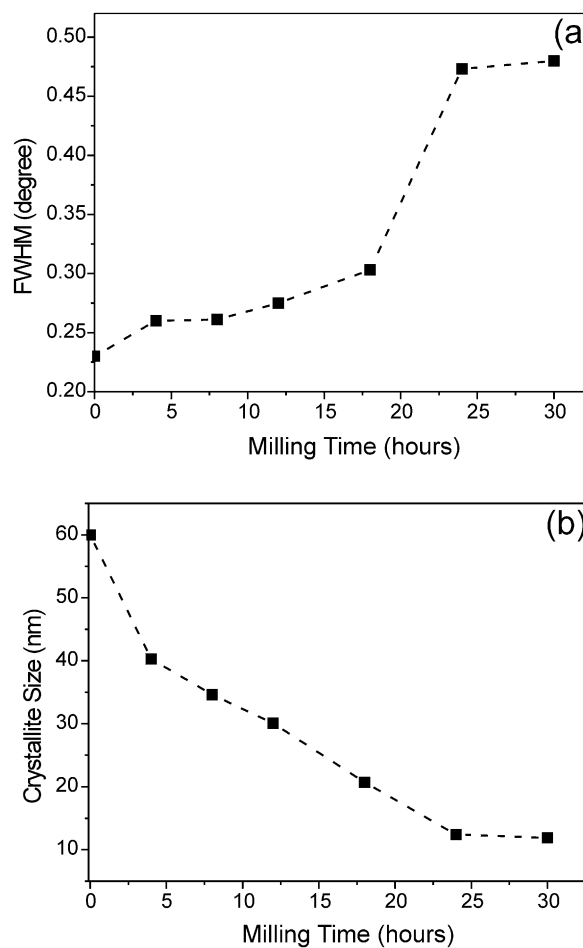 (a
0.50
0.45
0.40
0.35
0.30
0.25
0.20
FWHM (degree)
0 5 10 15 20 25 30
Milling Time (hours)
(b)
60
50
40
30
20
10
Crystallite Size (nm)
0 5 10 15 20 25 30
Milling Time (hours)